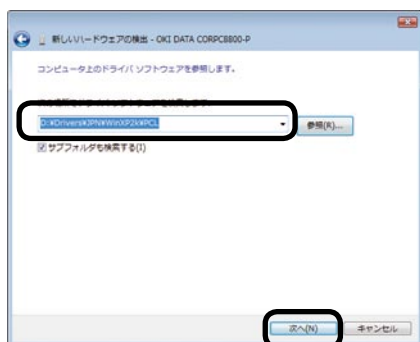 新しいハードウェアの検出 - OKI DATA CORPC8800-P
コンピュータ上のドライバ ソフトウェアを参照します。
D:¥Drivers¥JPN¥WinXP2k¥PCL
参照(R)...
サブフォルダも検索する(I)
次へ(N)
キャンセル